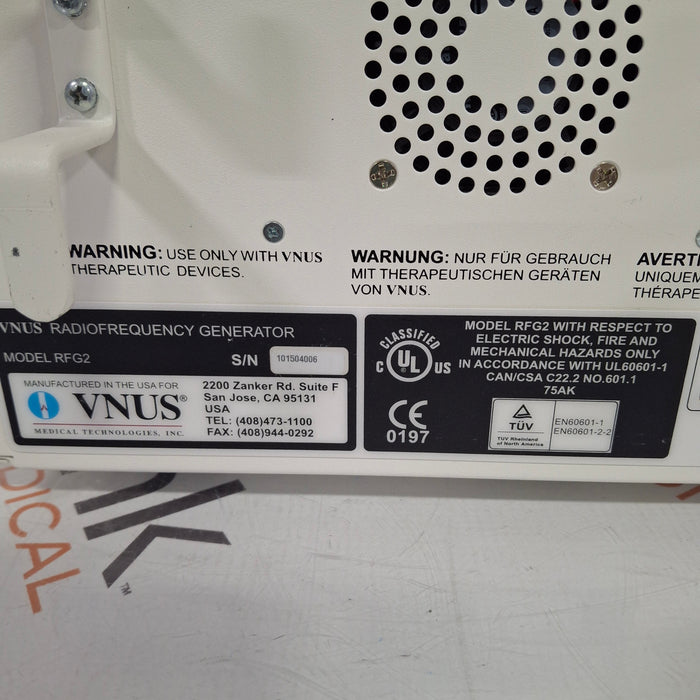 WARNING: USE ONLY WITH VNUS
THERAPEUTIC DEVICES.
WARNUNG: NUR FÜR GEBRAUCH
MIT THERAPEUTISCHEN GERÄTEN
VON VNUS.
AVERTI
UNIQUEM
THÉRAPE
VNUS RADIOFREQUENCY GENERATOR
MODEL RFG2
S/N 101504006
MANUFACTURED IN THE USA FOR
VNUS®
MEDICAL TECHNOLOGIES, INC.
2200 Zanker Rd. Suite F
San Jose, CA 95131
USA
TEL: (408)473-1100
FAX: (408)944-0292
CLASSIFIED
C UL® US
MODEL RFG2 WITH RESPECT TO
ELECTRIC SHOCK, FIRE AND
MECHANICAL HAZARDS ONLY
IN ACCORDANCE WITH UL60601-1
CAN/CSA C22.2 NO.601.1
75AK
CE
0197
TÜV
TUV Rheinland
of North America
EN60601-1
EN60601-2-2
NK™
DICAL